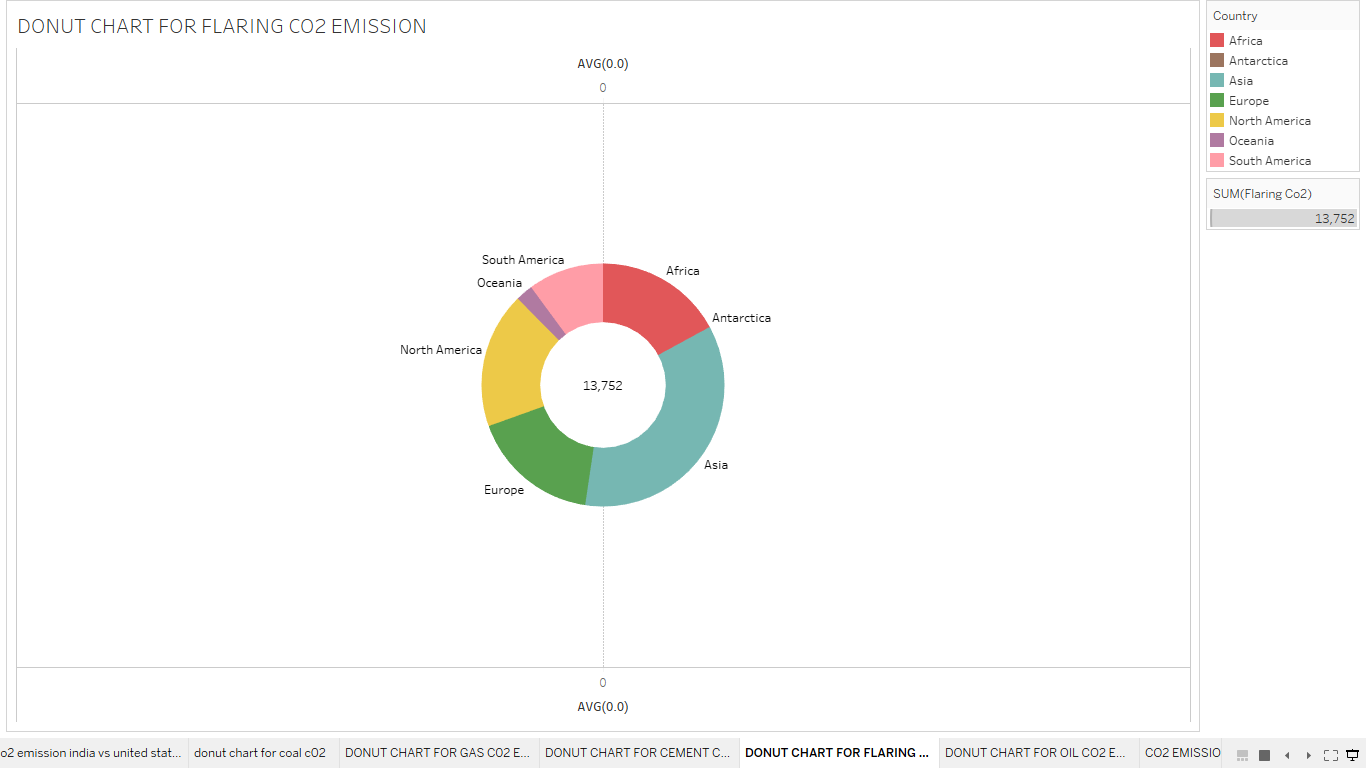 DONUT CHART FOR FLARING CO2 EMISSION
AVG(0.0)
0
South America
Africa
Oceania
Antarctica
North America
13,752
Asia
Europe
0
AVG(0.0)
Country
Africa
Antarctica
Asia
Europe
North America
Oceania
South America
SUM(Flaring Co2)
13,752
o2 emission india vs united stat...
donut chart for coal c02
DONUT CHART FOR GAS CO2 E...
DONUT CHART FOR CEMENT C...
DONUT CHART FOR FLARING ...
DONUT CHART FOR OIL CO2 E...
CO2 EMISSIO